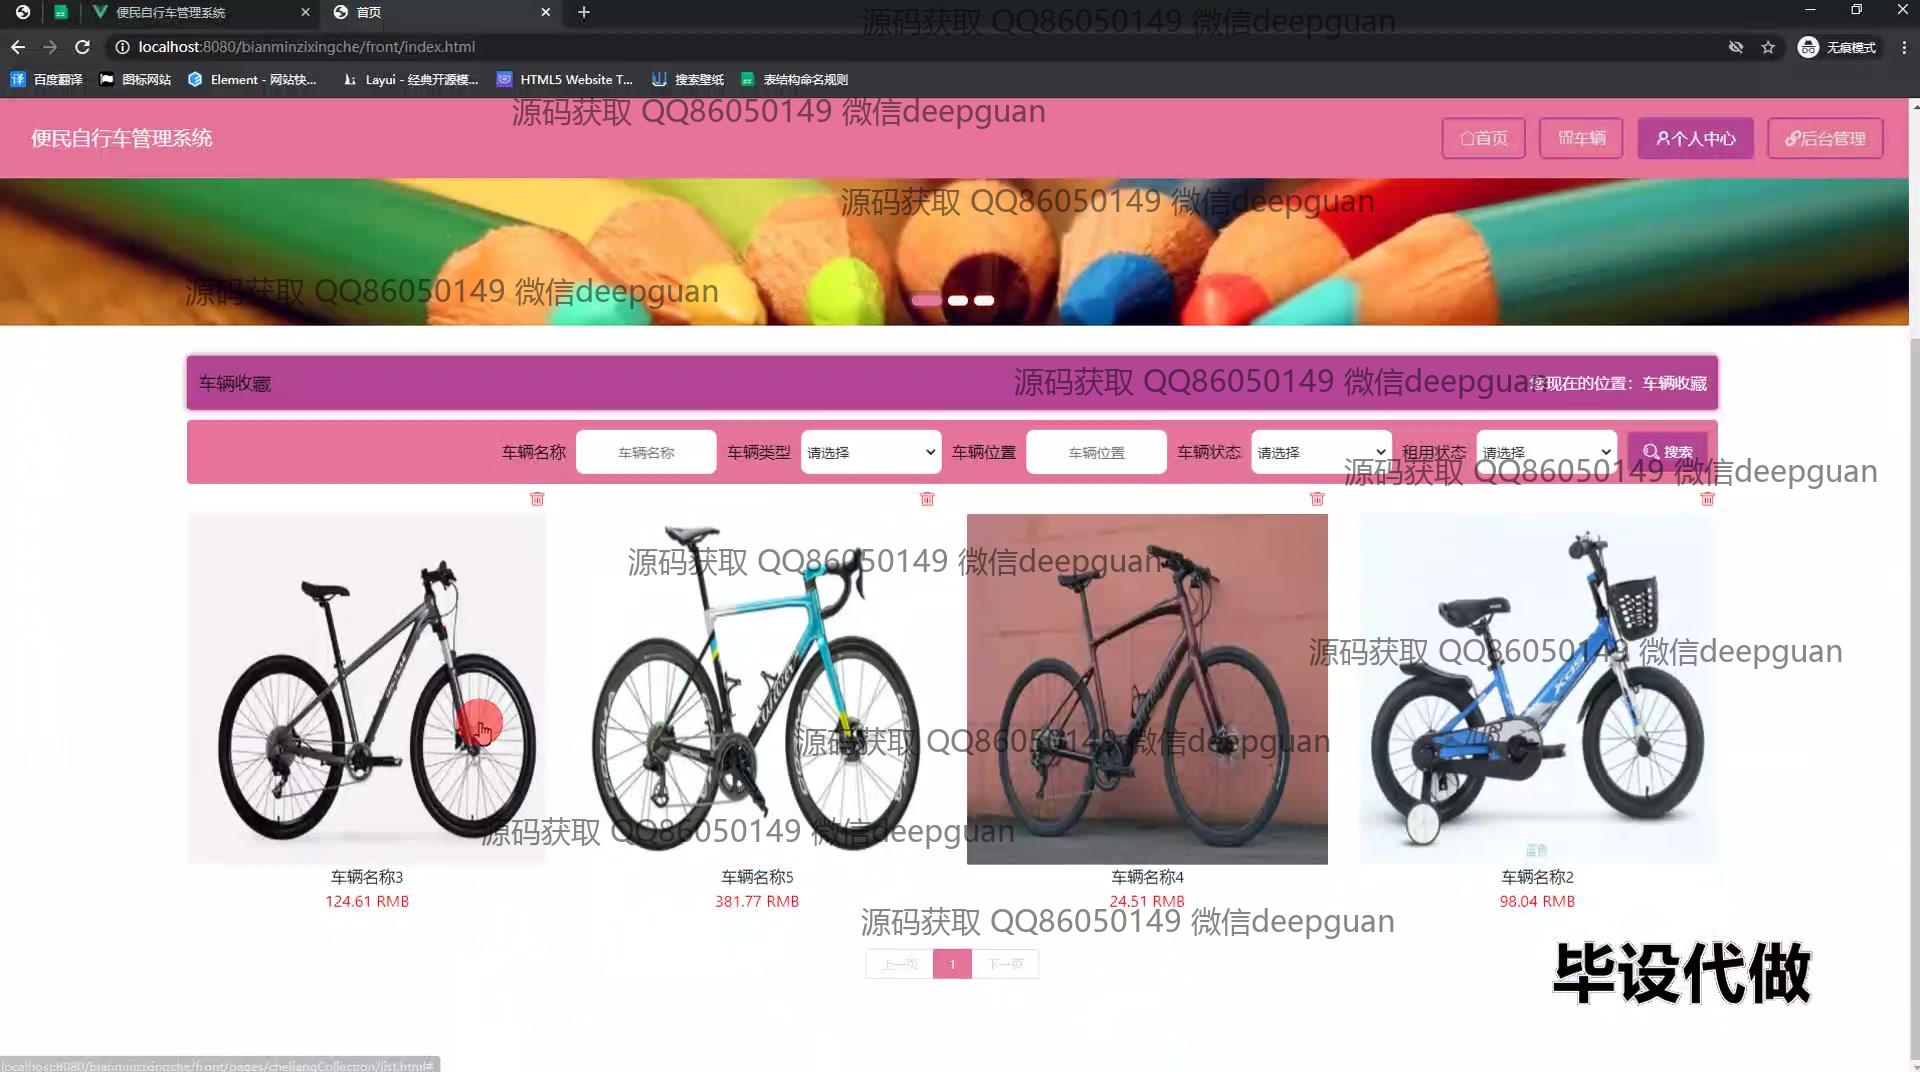 便民自行车管理系统
首页
源码获取 QQ86050149 微信deepguan
localhost:8080/bianminzixingche/front/index.html
无痕模式
百度翻译
图标网站
Element - 网站快...
Layui - 经典开源模...
HTML5 Website T...
搜索壁纸
表结构命名规则
源码获取 QQ86050149 微信deepguan
便民自行车管理系统
首页
车辆
个人中心
后台管理
源码获取 QQ86050149 微信deepguan
源码获取 QQ86050149 微信deepguan
车辆收藏
源码获取 QQ86050149 微信deepguan
您现在的位置：车辆收藏
车辆名称 车辆名称 车辆类型 请选择 车辆位置 车辆位置 车辆状态 请选择 租用状态 请选择 搜索
源码获取 QQ86050149 微信deepguan
源码获取 QQ86050149 微信deepguan
源码获取 QQ86050149 微信deepguan
源码获取 QQ86050149 微信deepguan
源码获取 QQ86050149 微信deepguan
车辆名称3
124.61 RMB
车辆名称5
381.77 RMB
车辆名称4
24.51 RMB
车辆名称2
98.04 RMB
源码获取 QQ86050149 微信deepguan
上一页 1 下一页
毕设代做
localhost:8080/bianminzixingche/front/pages/cheliangCollection/list.html#